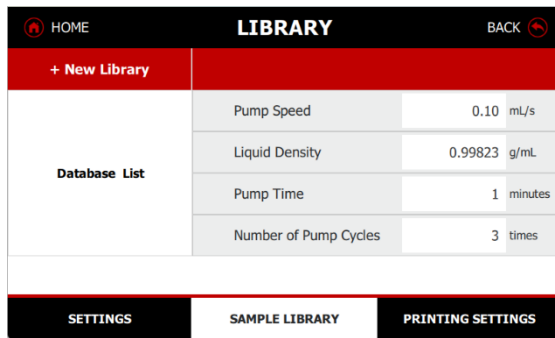 HOME
LIBRARY
BACK
+ New Library
Database List
Pump Speed 0.10 mL/s
Liquid Density 0.99823 g/mL
Pump Time 1 minutes
Number of Pump Cycles 3 times
SETTINGS
SAMPLE LIBRARY
PRINTING SETTINGS